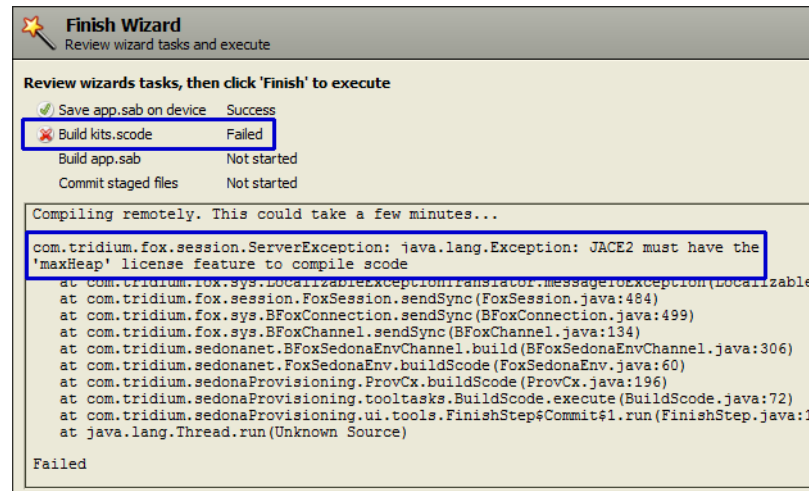 Finish Wizard
Review wizard tasks and execute
Review wizards tasks, then click 'Finish' to execute
Save app.sab on device Success
Build kits.scode Failed
Build app.sab Not started
Commit staged files Not started
Compiling remotely. This could take a few minutes...
com.tridium.fox.session.ServerException: java.lang.Exception: JACE2 must have the
'maxHeap' license feature to compile scode
at com.tridium.fox.sys.LocalizableExceptionTranslator.messageToException(Localizable
at com.tridium.fox.session.FoxSession.sendSync(FoxSession.java:484)
at com.tridium.fox.sys.BFoxConnection.sendSync(BFoxConnection.java:499)
at com.tridium.fox.sys.BFoxChannel.sendSync(BFoxChannel.java:134)
at com.tridium.sedonanet.BFoxSedonaEnvChannel.build(BFoxSedonaEnvChannel.java:306)
at com.tridium.sedonanet.FoxSedonaEnv.buildScode(FoxSedonaEnv.java:60)
at com.tridium.sedonaProvisioning.ProvCx.buildScode(ProvCx.java:196)
at com.tridium.sedonaProvisioning.tooltasks.BuildScode.execute(BuildScode.java:72)
at com.tridium.sedonaProvisioning.ui.tools.FinishStep$Commit$1.run(FinishStep.java:1
at java.lang.Thread.run(Unknown Source)
Failed